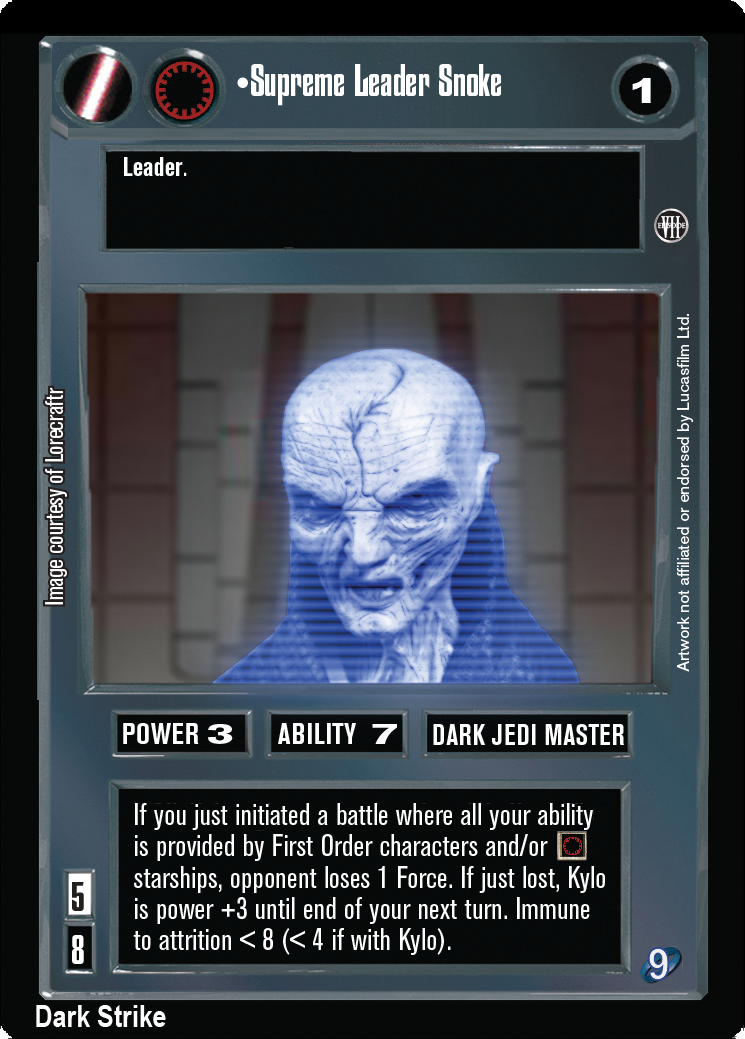 •Supreme Leader Snoke
1
Leader.
EPISODE
VII
Image courtesy of Lorecraftr
Artwork not affiliated or endorsed by Lucasfilm Ltd.
POWER 3
ABILITY 7
DARK JEDI MASTER
If you just initiated a battle where all your ability
is provided by First Order characters and/or
starships, opponent loses 1 Force. If just lost, Kylo
is power +3 until end of your next turn. Immune
to attrition < 8 (< 4 if with Kylo).
5
8
9
Dark Strike